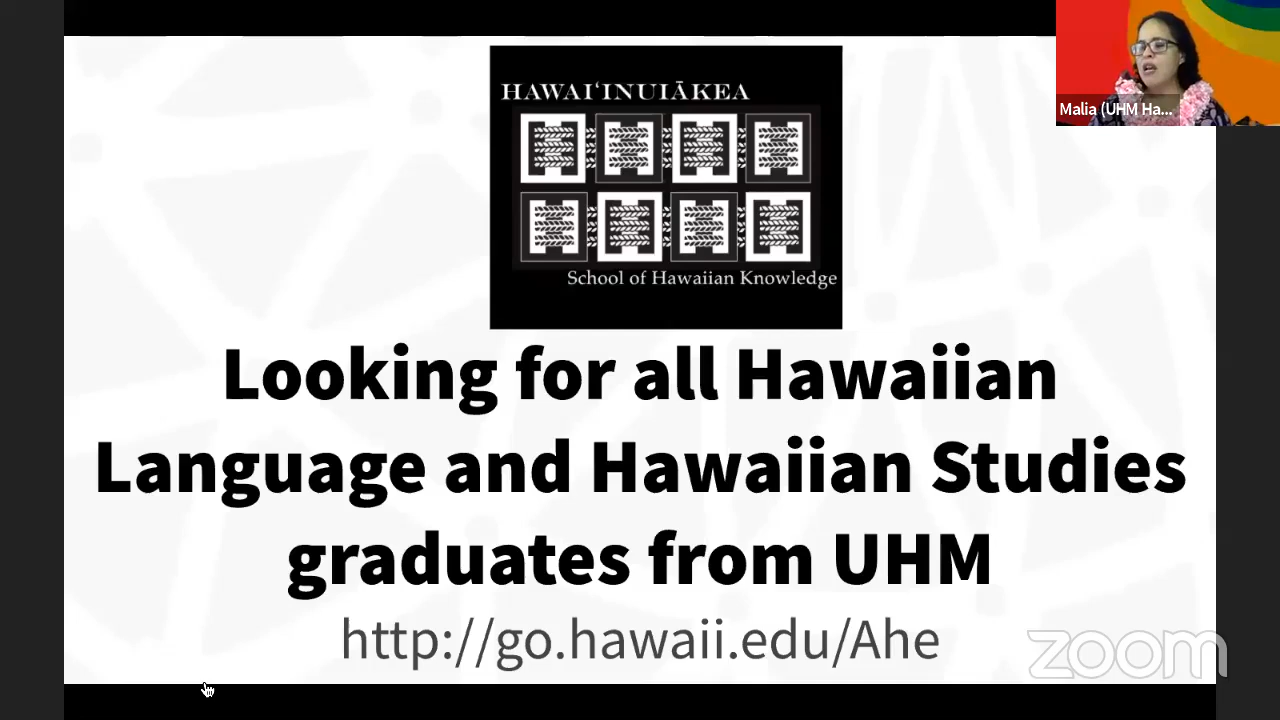 HAWAIʻINUIĀKEA
School of Hawaiian Knowledge
Looking for all Hawaiian
Language and Hawaiian Studies
graduates from UHM
http://go.hawaii.edu/Ahe
Malia (UHM Ha...
zoom